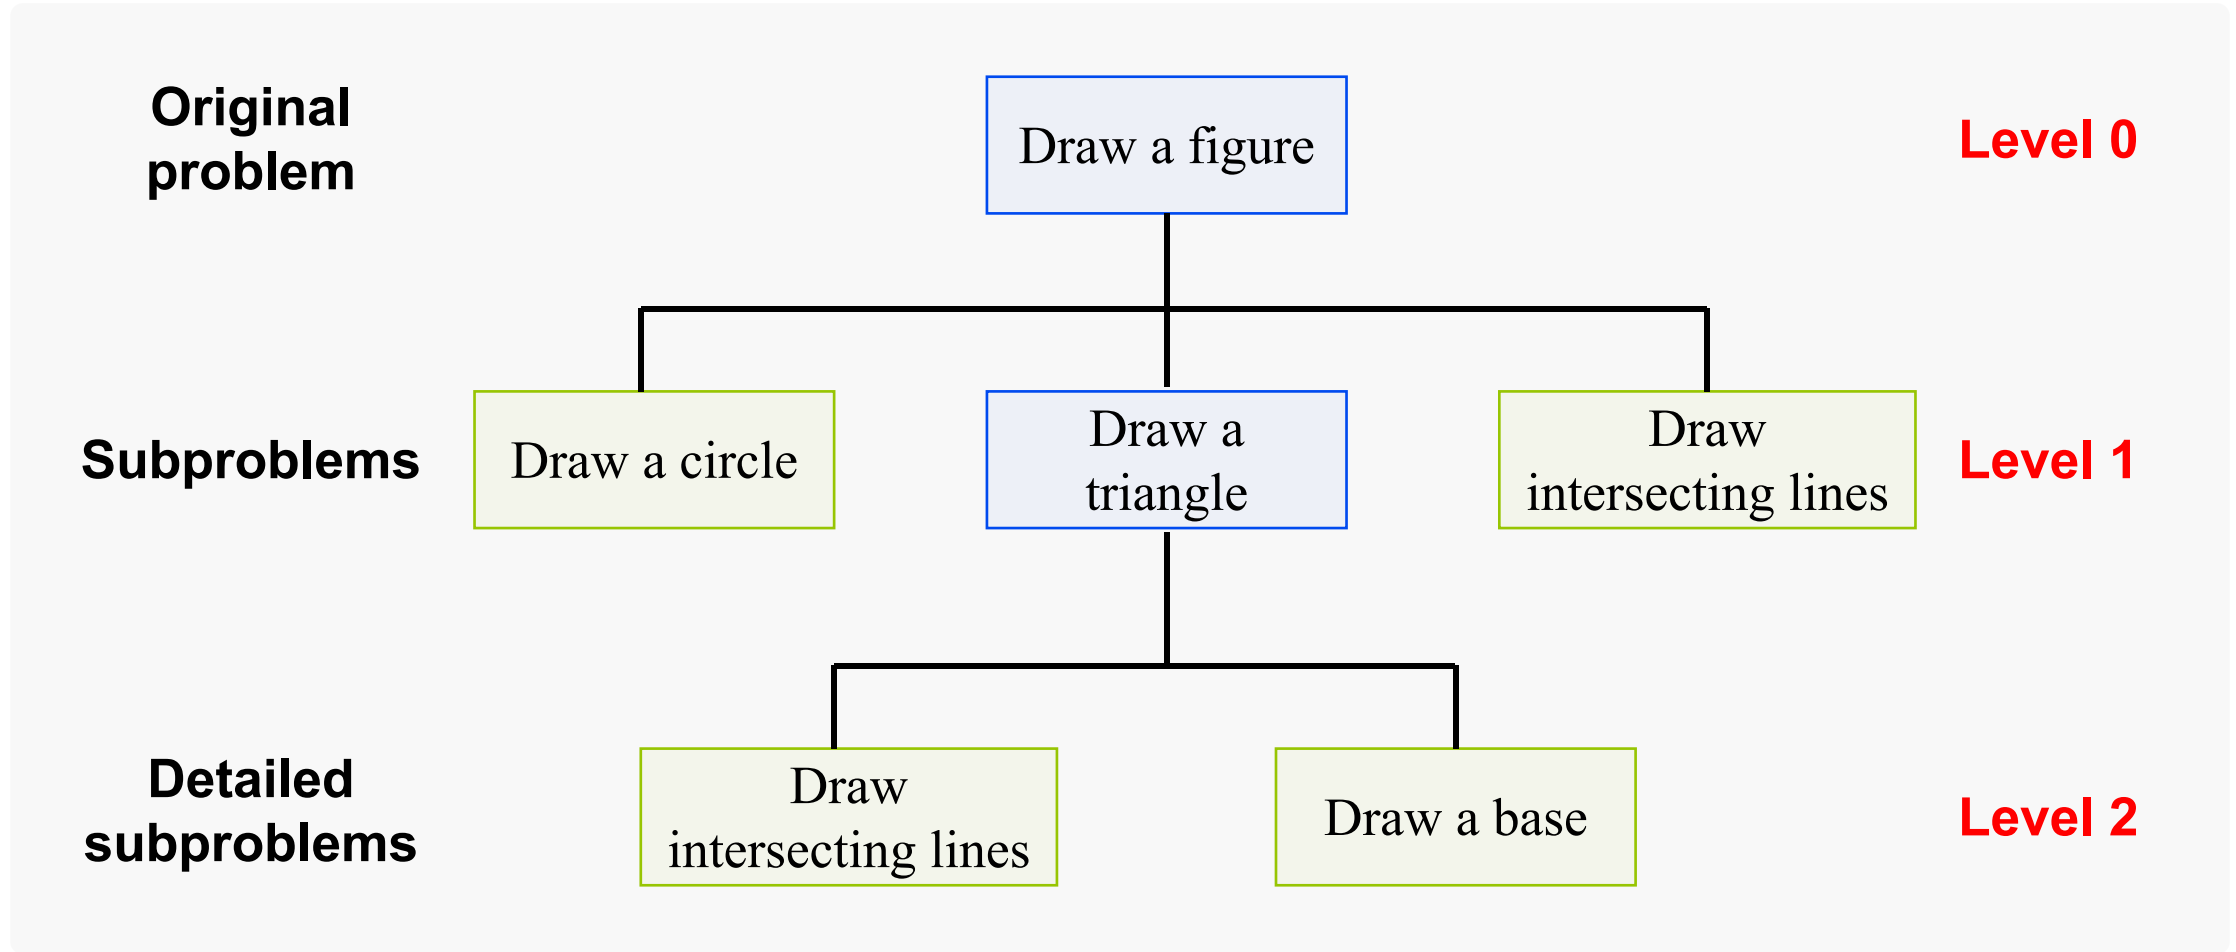 Original
problem
Draw a figure
Level 0
Subproblems
Draw a circle
Draw a
triangle
Draw
intersecting lines
Level 1
Detailed
subproblems
Draw
intersecting lines
Draw a base
Level 2